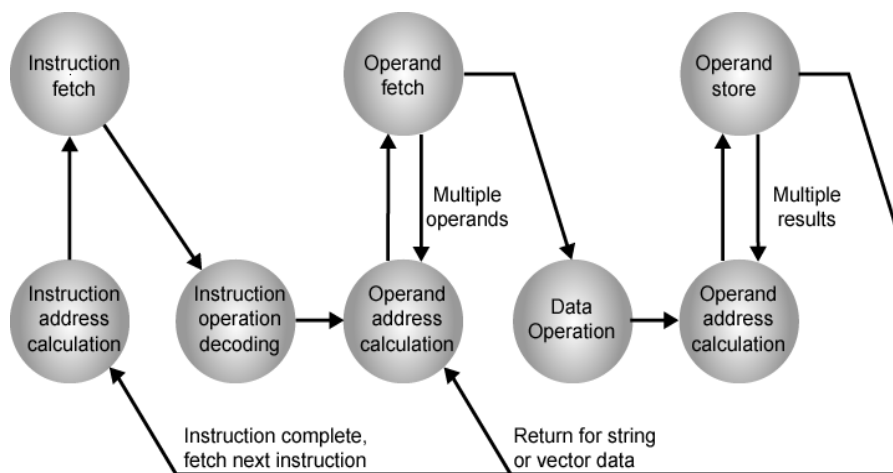 Instruction
fetch
Operand
fetch
Operand
store
Multiple
operands
Multiple
results
Instruction
address
calculation
Instruction
operation
decoding
Operand
address
calculation
Data
Operation
Operand
address
calculation
Instruction complete,
fetch next instruction
Return for string
or vector data